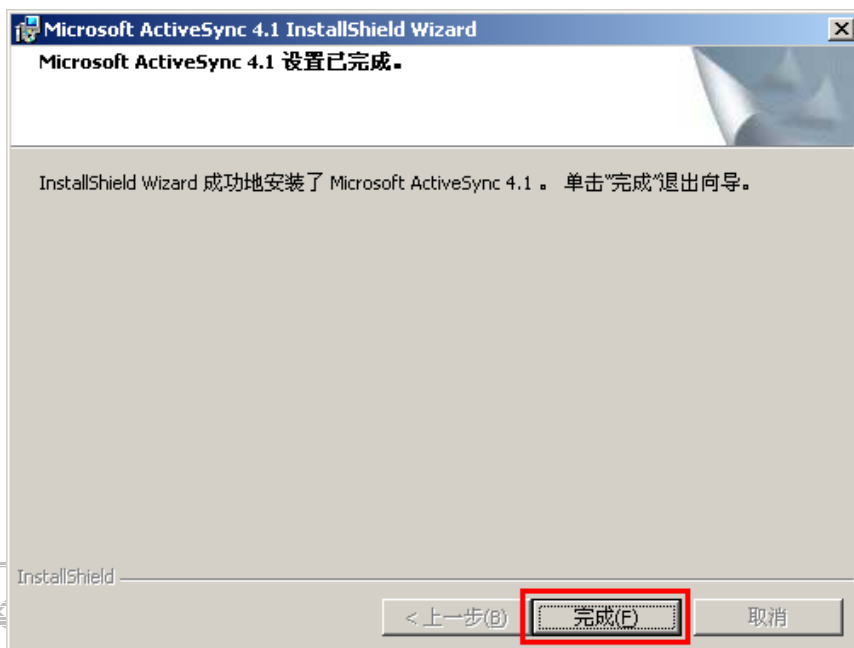 Microsoft ActiveSync 4.1 InstallShield Wizard
Microsoft ActiveSync 4.1 设置已完成。
InstallShield Wizard 成功地安装了 Microsoft ActiveSync 4.1 。 单击"完成"退出向导。
InstallShield
< 上一步(B)
完成(F)
取消